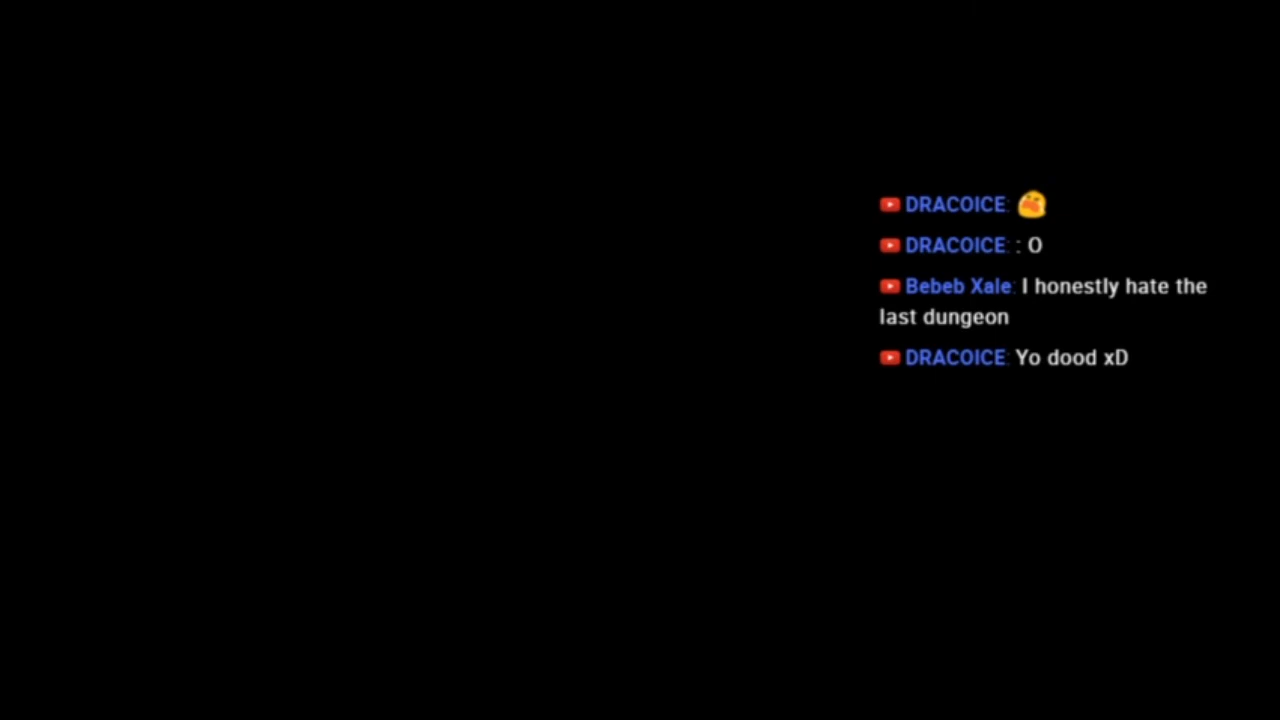 DRACOICE:
DRACOICE: : O
Bebeb Xale: I honestly hate the
last dungeon
DRACOICE: Yo dood xD